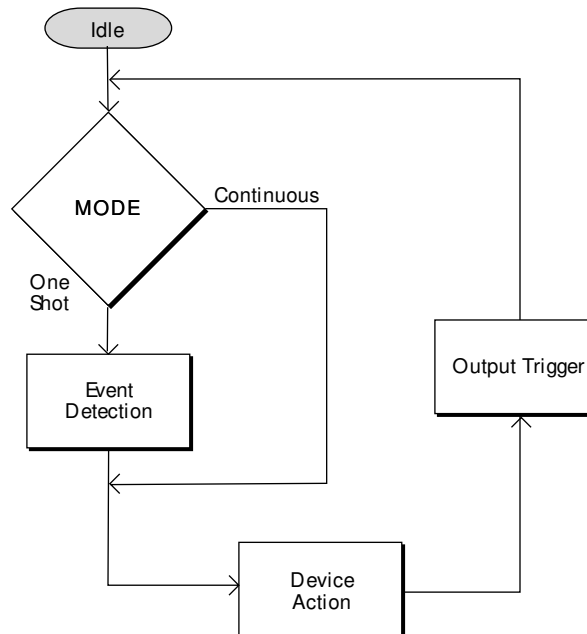 Idle
MODE
Continuous
One
Shot
Event
Detection
Output Trigger
Device
Action